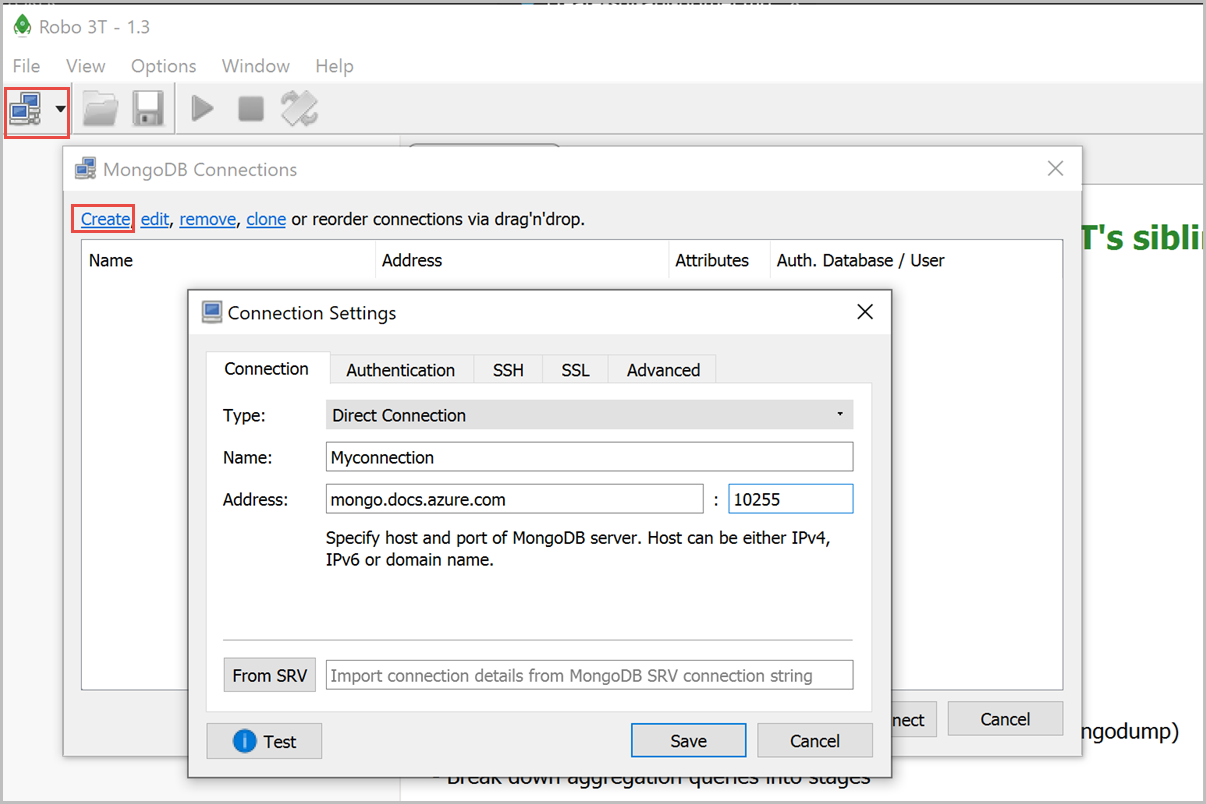 Robo 3T - 1.3
File View Options Window Help
MongoDB Connections
Create, edit, remove, clone or reorder connections via drag'n'drop.
T's sibli
Name Address Attributes Auth. Database / User
Connection Settings
Connection Authentication SSH SSL Advanced
Type: Direct Connection
Name: Myconnection
Address: mongo.docs.azure.com : 10255
Specify host and port of MongoDB server. Host can be either IPv4,
IPv6 or domain name.
From SRV Import connection details from MongoDB SRV connection string
nect Cancel
ngodump)
i Test Save Cancel
- Break down aggregation queries into stages